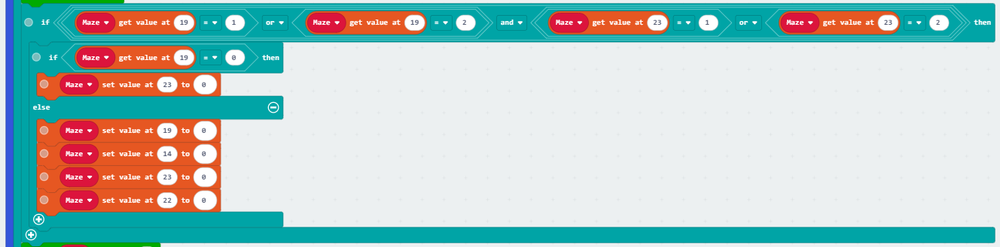 if Maze get value at 19 = 1 or Maze get value at 19 = 2 and Maze get value at 23 = 1 or Maze get value at 23 = 2 then
if Maze get value at 19 = 0 then
Maze set value at 23 to 0
else
Maze set value at 19 to 0
Maze set value at 14 to 0
Maze set value at 23 to 0
Maze set value at 22 to 0